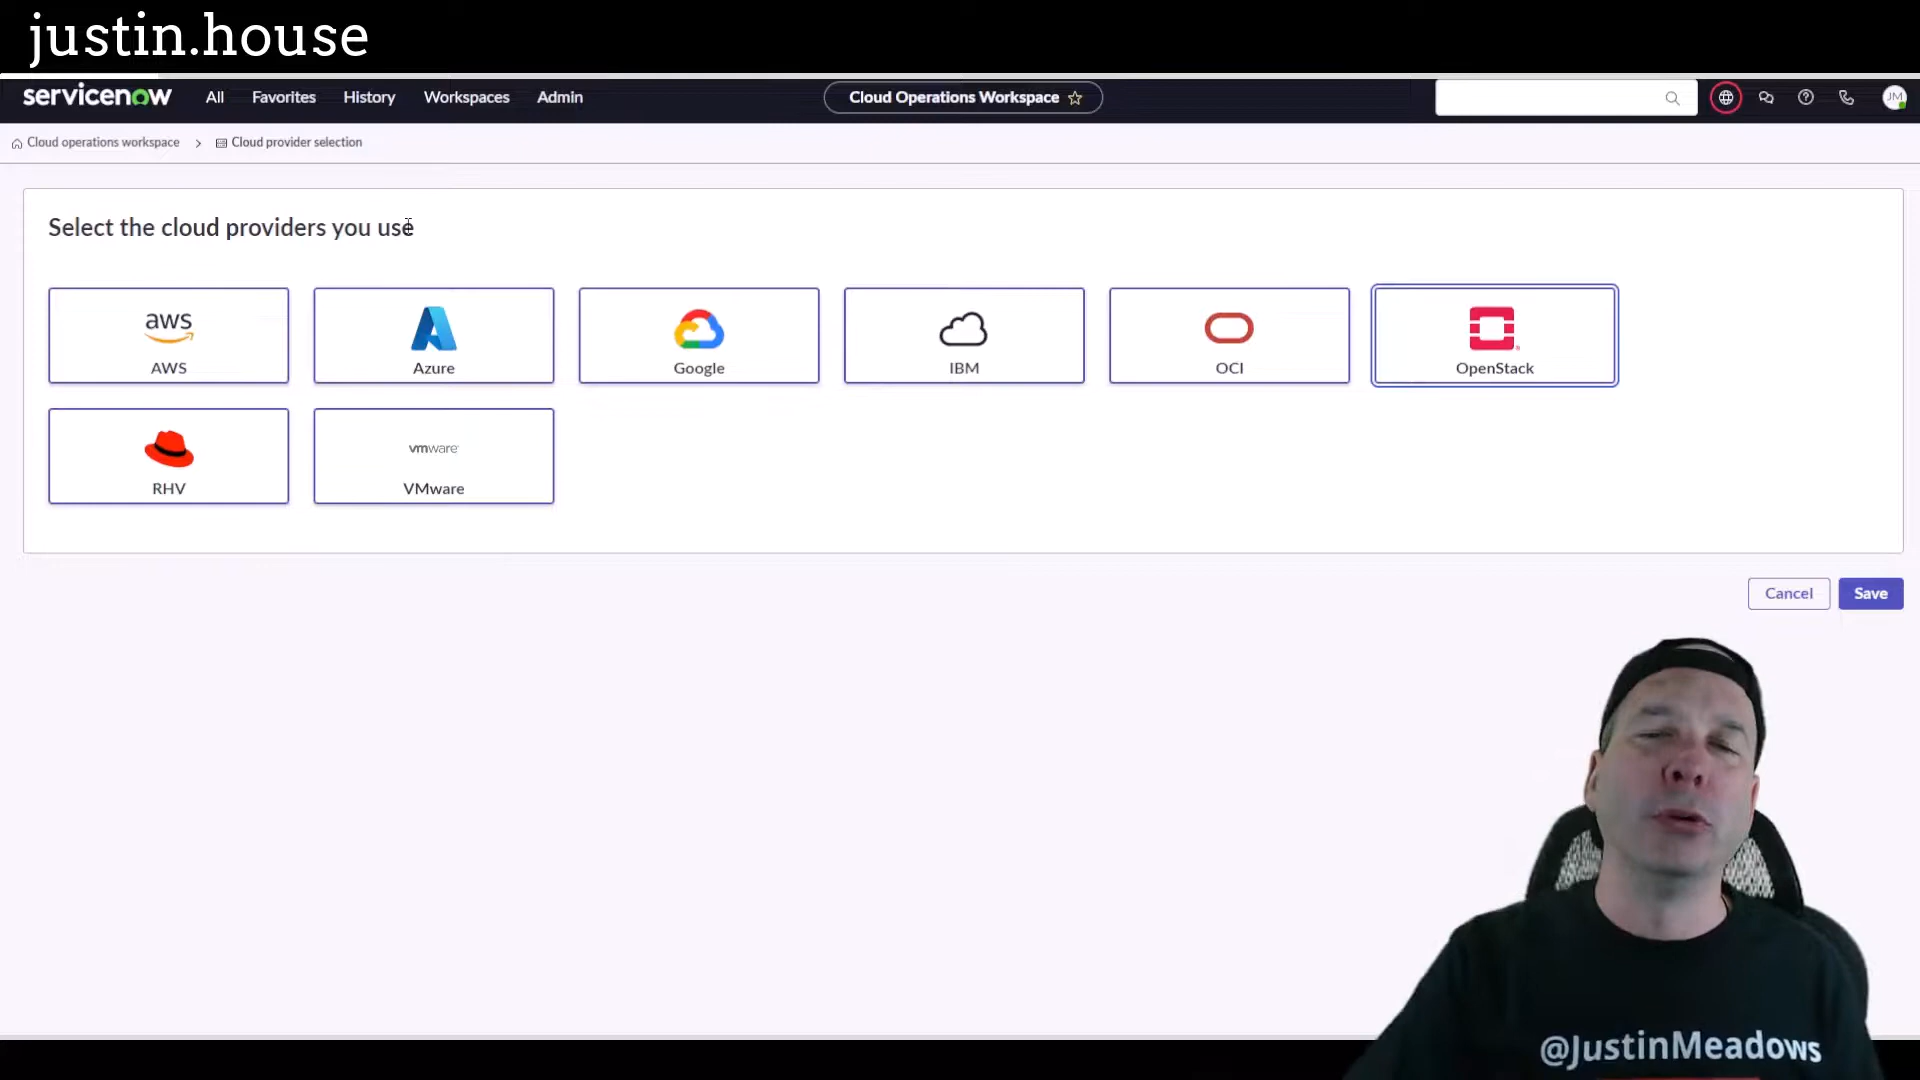 justin.house
servicenow All Favorites History Workspaces Admin Cloud Operations Workspace JM
Cloud operations workspace > Cloud provider selection
Select the cloud providers you use
aws
AWS
Azure
Google
IBM
OCI
OpenStack
RHV
vmware
VMware
Cancel Save
@JustinMeadows